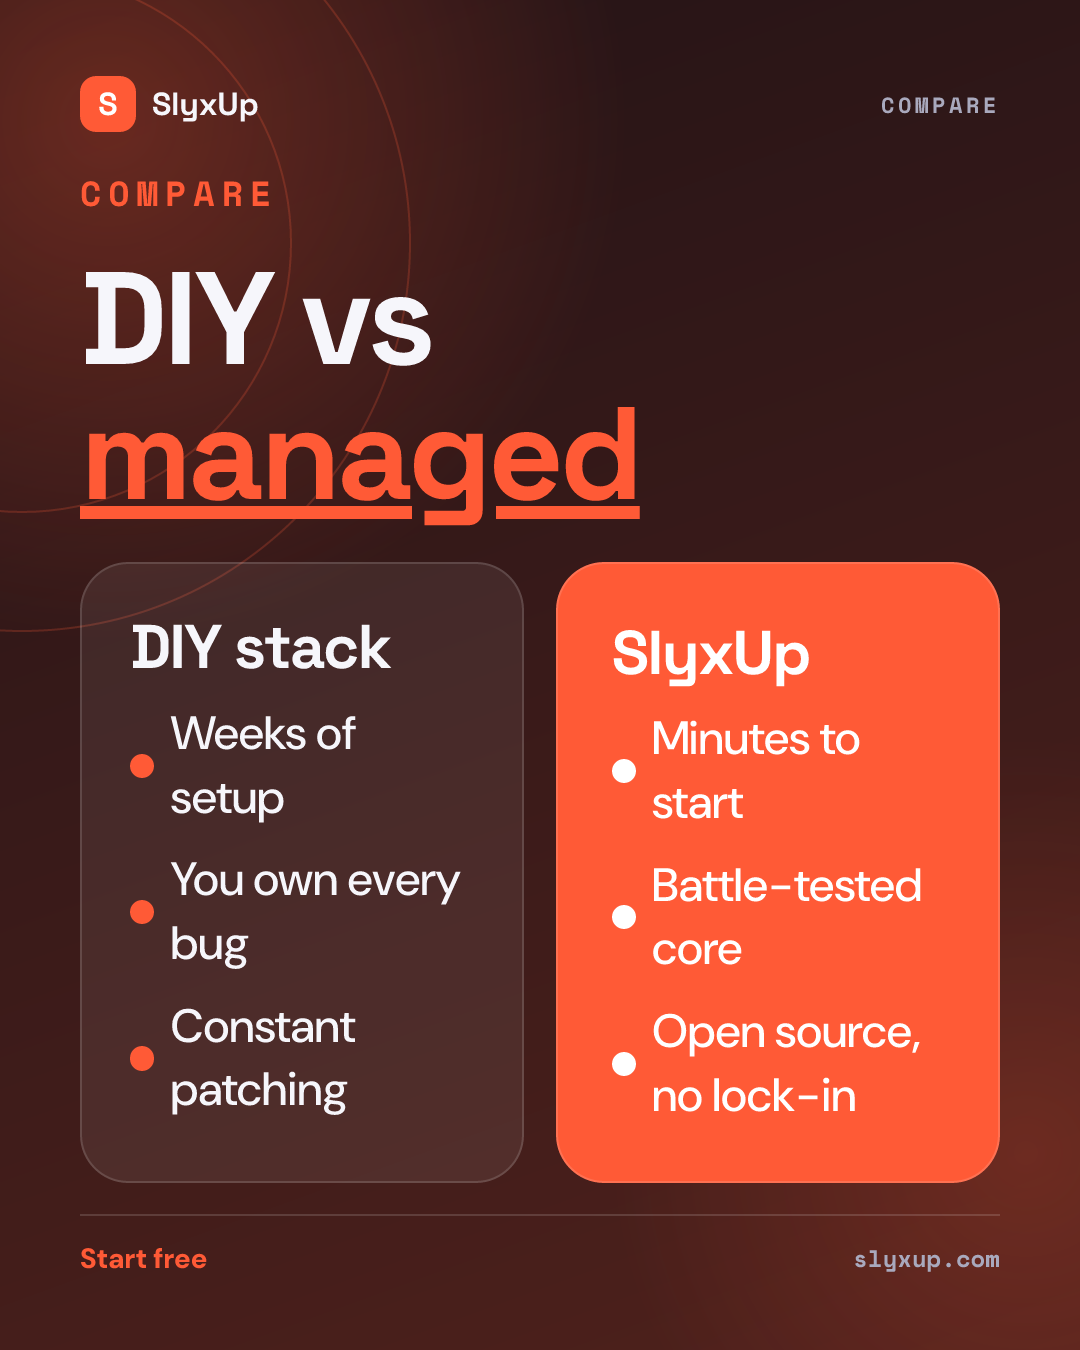 S
SlyxUp
COMPARE
COMPARE
DIY vs
managed
DIY stack
Weeks of
setup
You own every
bug
Constant
patching
SlyxUp
Minutes to
start
Battle-tested
core
Open source,
no lock-in
Start free
slyxup.com